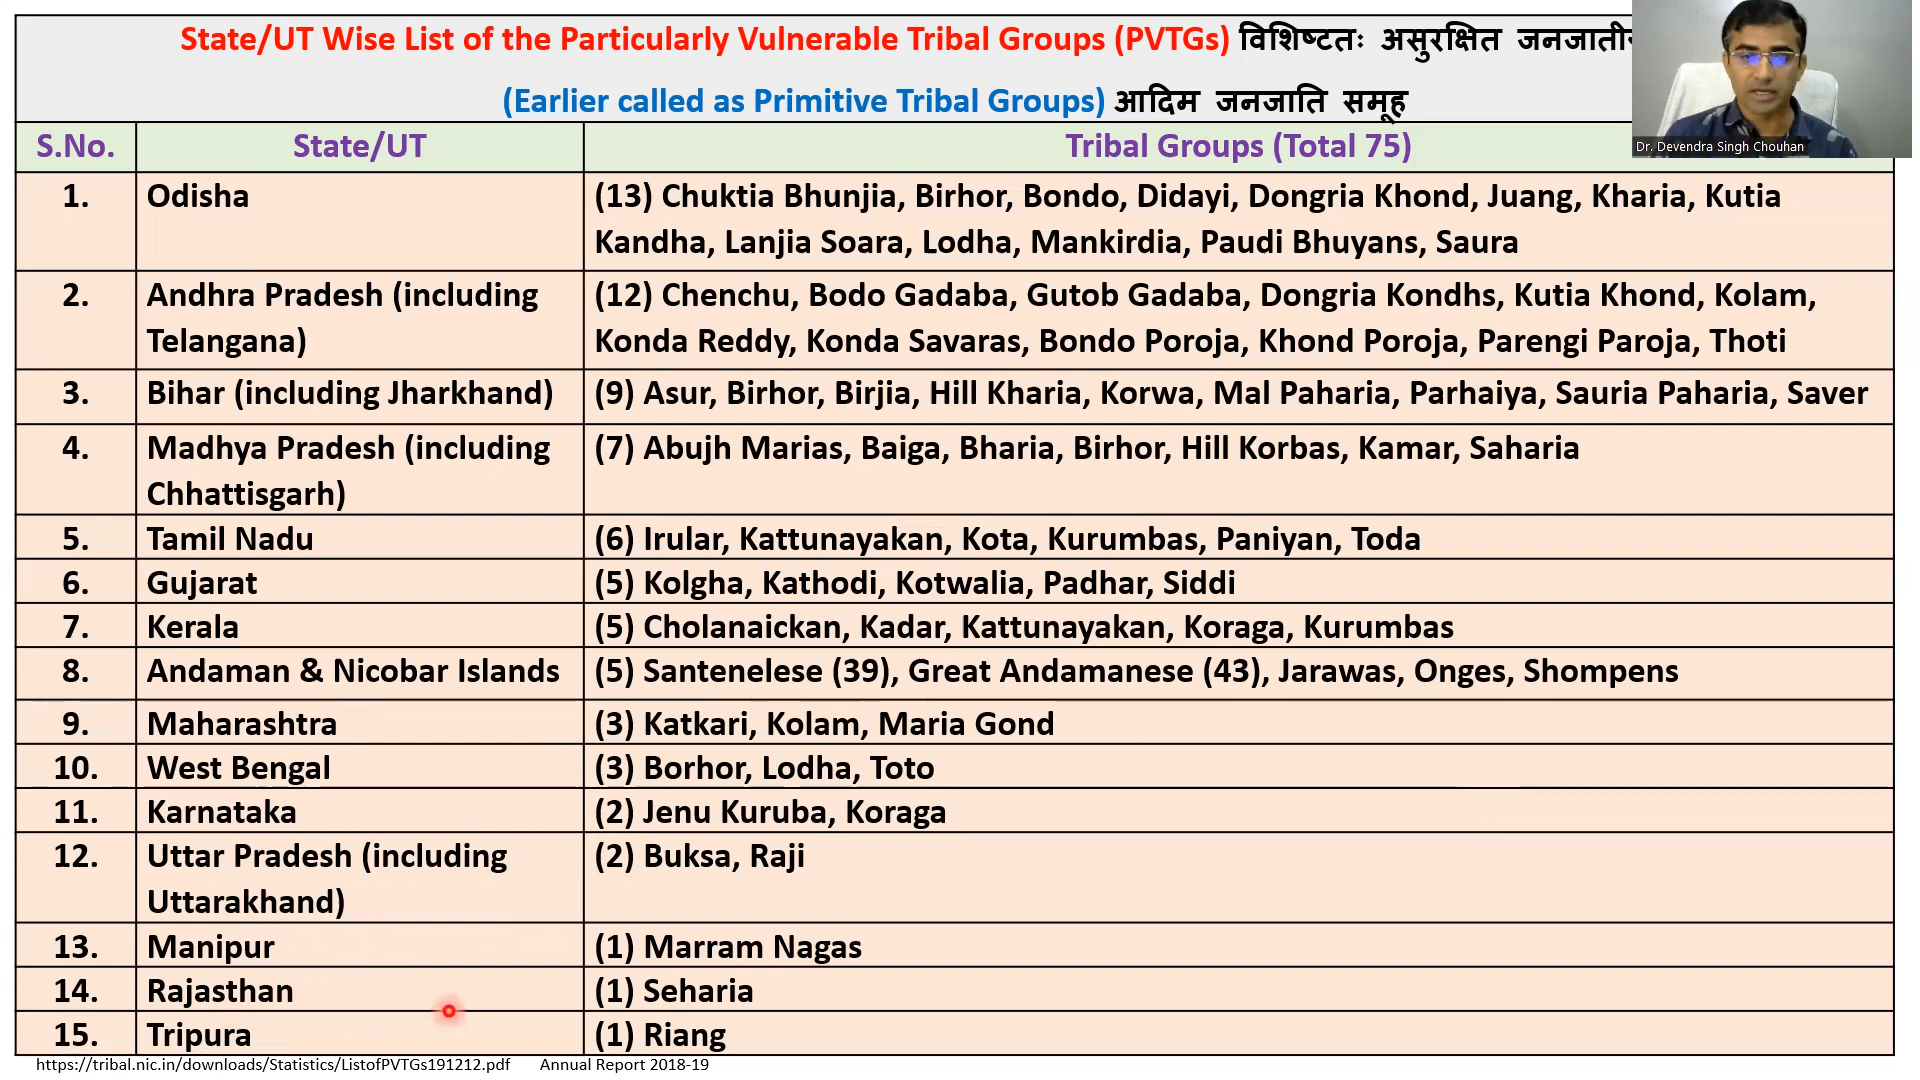 State/UT Wise List of the Particularly Vulnerable Tribal Groups (PVTGs) विशिष्टतः असुरक्षित
(Earlier called as Primitive Tribal Groups) आदिम जनजाति समूह
Dr. Devendra Singh Chouhan
S.No. State/UT Tribal Groups (Total 75)
1. Odisha (13) Chuktia Bhunjia, Birhor, Bondo, Didayi, Dongria Khond, Juang, Kharia, Kutia
Kandha, Lanjia Soara, Lodha, Mankirdia, Paudi Bhuyans, Saura
2. Andhra Pradesh (including (12) Chenchu, Bodo Gadaba, Gutob Gadaba, Dongria Kondhs, Kutia Khond, Kolam,
Telangana) Konda Reddy, Konda Savaras, Bondo Poroja, Khond Poroja, Parengi Paroja, Thoti
3. Bihar (including Jharkhand) (9) Asur, Birhor, Birjia, Hill Kharia, Korwa, Mal Paharia, Parhaiya, Sauria Paharia, Saver
4. Madhya Pradesh (including (7) Abujh Marias, Baiga, Bharia, Birhor, Hill Korbas, Kamar, Saharia
Chhattisgarh)
5. Tamil Nadu (6) Irular, Kattunayakan, Kota, Kurumbas, Paniyan, Toda
6. Gujarat (5) Kolgha, Kathodi, Kotwalia, Padhar, Siddi
7. Kerala (5) Cholanaickan, Kadar, Kattunayakan, Koraga, Kurumbas
8. Andaman & Nicobar Islands (5) Santenelese (39), Great Andamanese (43), Jarawas, Onges, Shompens
9. Maharashtra (3) Katkari, Kolam, Maria Gond
10. West Bengal (3) Borhor, Lodha, Toto
11. Karnataka (2) Jenu Kuruba, Koraga
12. Uttar Pradesh (including (2) Buksa, Raji
Uttarakhand)
13. Manipur (1) Marram Nagas
14. Rajasthan (1) Seharia
15. Tripura (1) Riang
https://tribal.nic.in/downloads/Statistics/ListofPVTGs191212.pdf Annual Report 2018-19